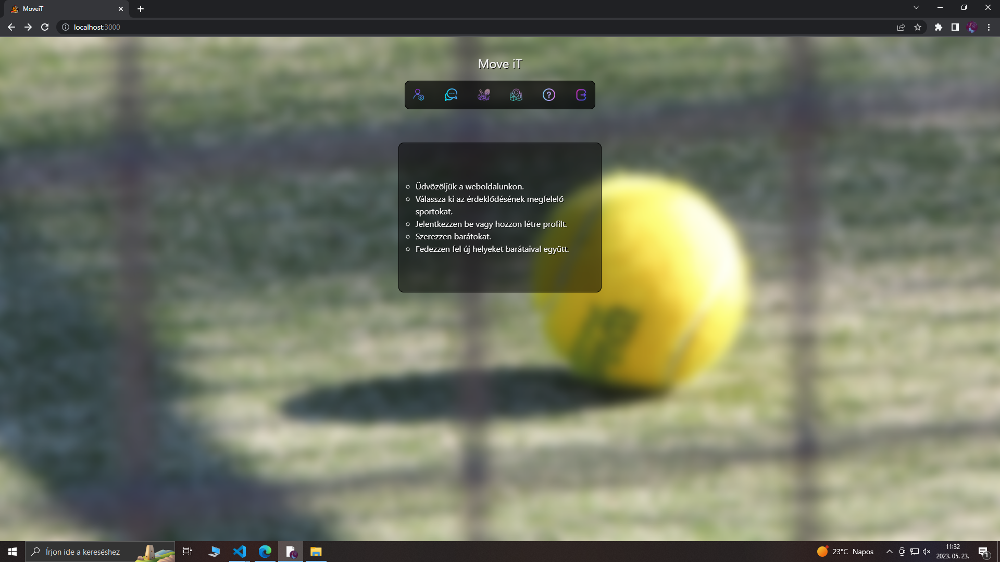 MoveiT
localhost:3000
Move iT
Üdvözöljük a weboldalunkon.
Válassza ki az érdeklődésének megfelelő
sportokat.
Jelentkezzen be vagy hozzon létre profilt.
Szerezzen barátokat.
Fedezzen fel új helyeket barátaival együtt.
Írjon ide a kereséshez
23°C Napos
11:32
2023. 05. 23.
1